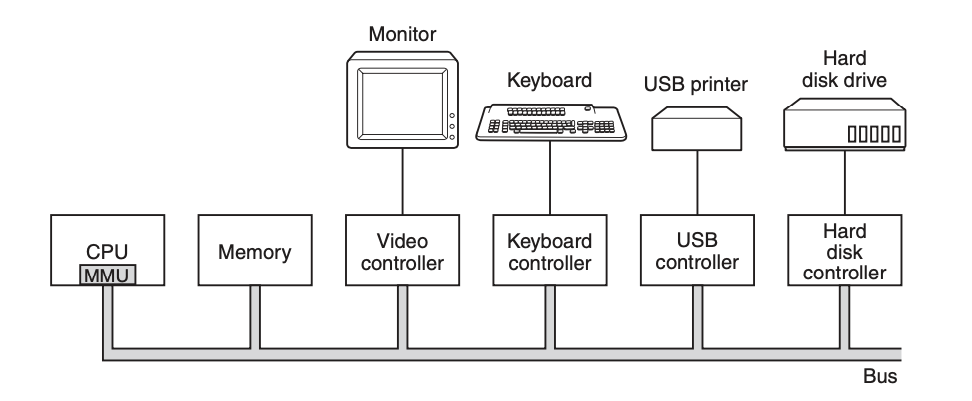 Monitor
Keyboard
USB printer
Hard
disk drive
CPU
MMU
Memory
Video
controller
Keyboard
controller
USB
controller
Hard
disk
controller
Bus